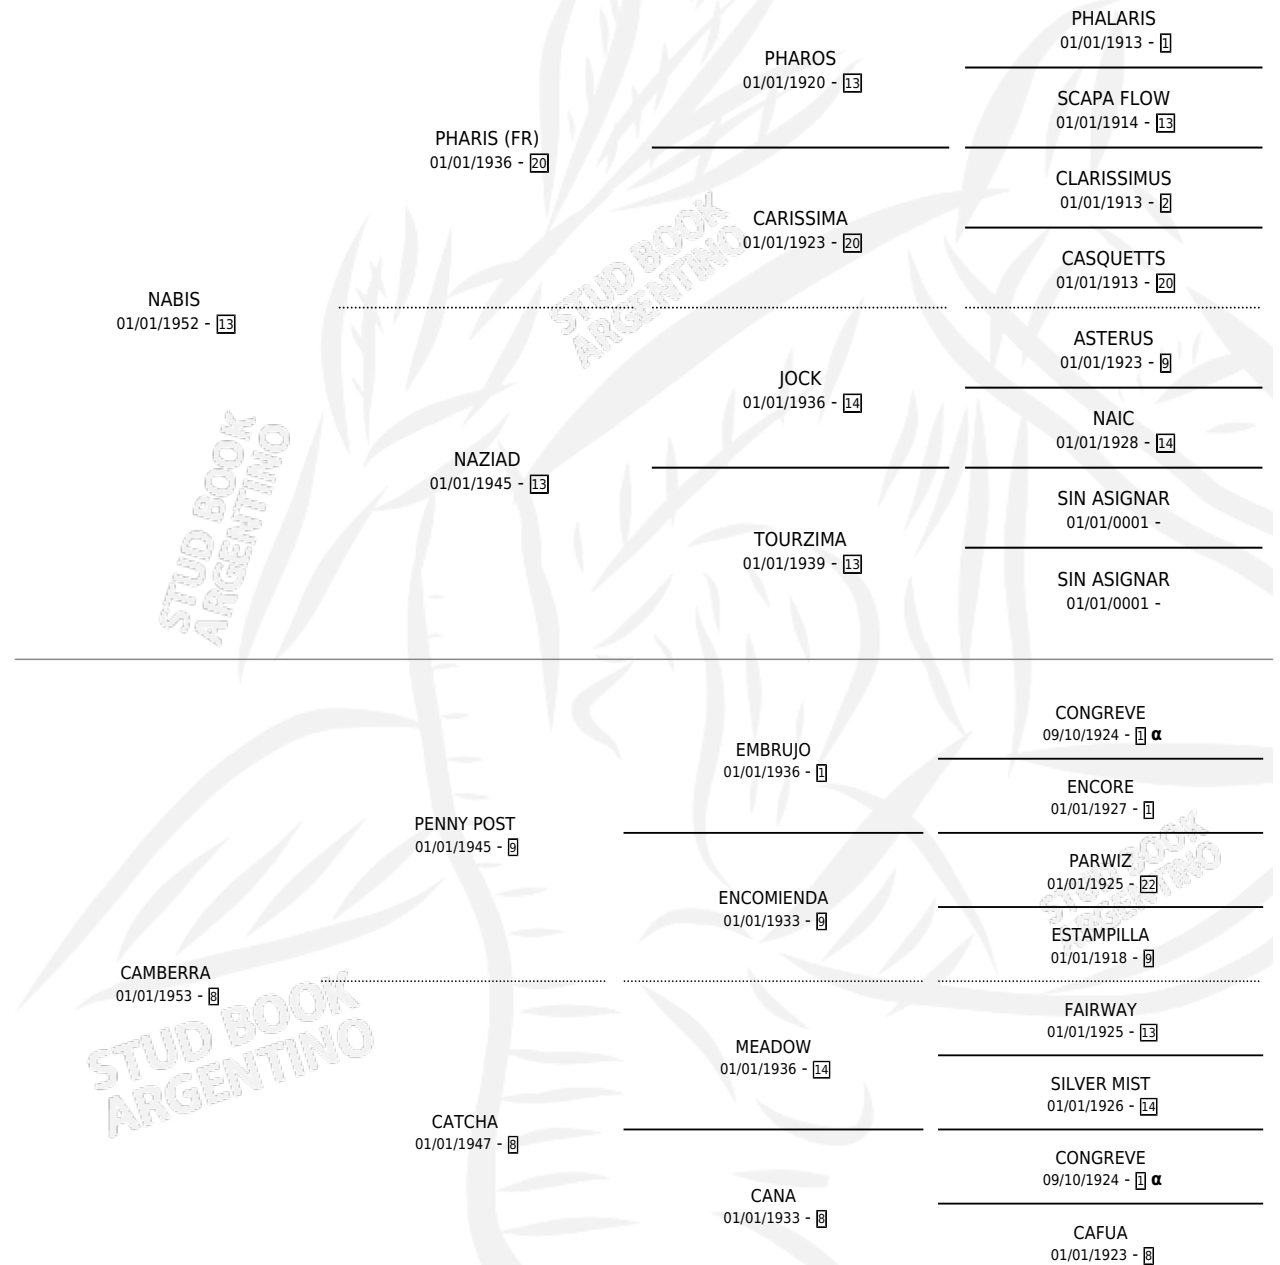 PHALARIS
01/01/1913 - 1
SCAPA FLOW
01/01/1914 - 13
PHAROS
01/01/1920 - 13
CLARISSIMUS
01/01/1913 - 2
CASQUETTS
01/01/1913 - 20
CARISSIMA
01/01/1923 - 20
PHARIS (FR)
01/01/1936 - 20
ASTERUS
01/01/1923 - 9
NAIC
01/01/1928 - 14
JOCK
01/01/1936 - 14
SIN ASIGNAR
01/01/0001 -
SIN ASIGNAR
01/01/0001 -
TOURZIMA
01/01/1939 - 13
NAZIAD
01/01/1945 - 13
NABIS
01/01/1952 - 13
CONGREVE
09/10/1924 - 1 α
ENCORE
01/01/1927 - 1
EMBRUJO
01/01/1936 - 1
PARWIZ
01/01/1925 - 22
ESTAMPILLA
01/01/1918 - 9
ENCOMIENDA
01/01/1933 - 9
PENNY POST
01/01/1945 - 9
FAIRWAY
01/01/1925 - 13
SILVER MIST
01/01/1926 - 14
MEADOW
01/01/1936 - 14
CONGREVE
09/10/1924 - 1 α
CAFUA
01/01/1923 - 8
CANA
01/01/1933 - 8
CATCHA
01/01/1947 - 8
CAMBERRA
01/01/1953 - 8
STUD BOOK
ARGENTINO
STUD BOOK
ARGENTINO
STUD BOOK
ARGENTINO
STUD BOOK
ARGENTINO